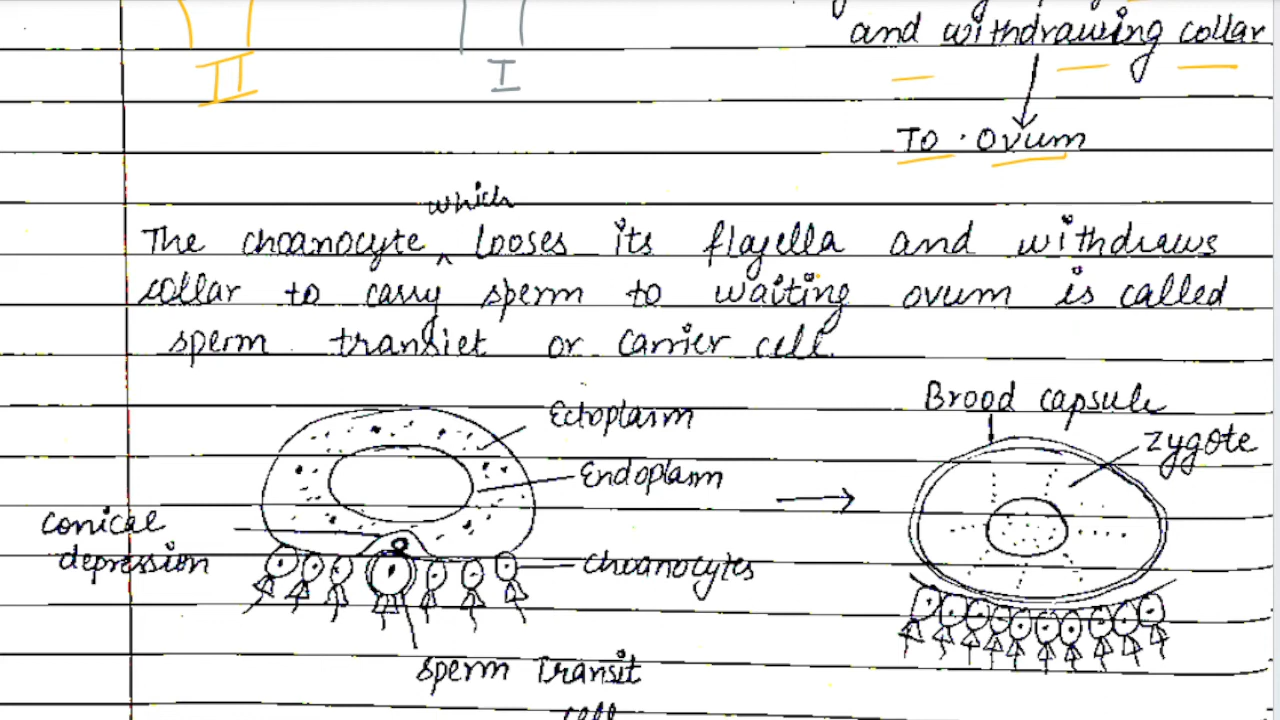 and withdrawing collar
II
I
To . Ovum
which
The choanocyte ^ looses its flagella and withdraws
collar to carry sperm to waiting ovum is called
sperm transiet or carrier cell.
Brood capsule
Ectoplasm
zygote
Endoplasm
conical
depression
choanocytes
sperm Transit
cell